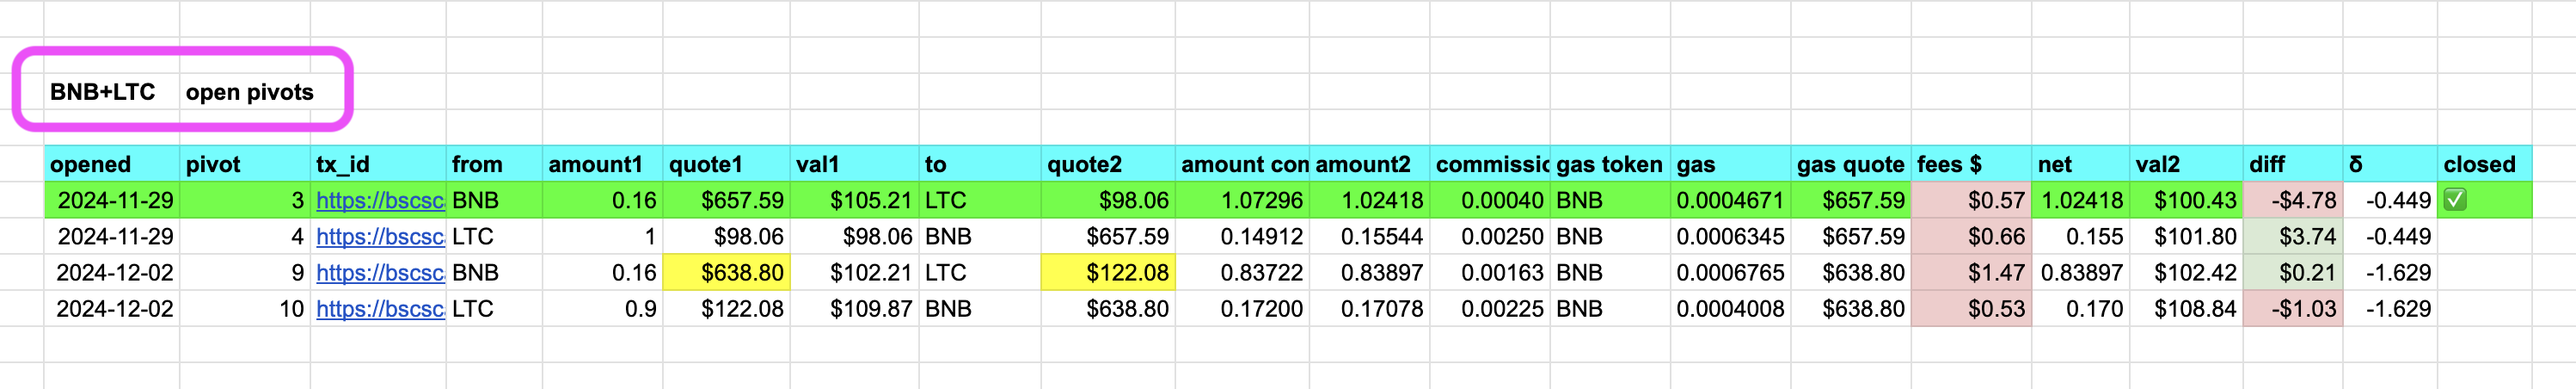 BNB+LTC open pivots
opened pivot tx_id from amount1 quote1 val1 to quote2 amount con amount2 commissic gas token gas gas quote fees $ net val2 diff δ closed
2024-11-29 3 https://bscsc BNB 0.16 $657.59 $105.21 LTC $98.06 1.07296 1.02418 0.00040 BNB 0.0004671 $657.59 $0.57 1.02418 $100.43 -$4.78 -0.449 ✅
2024-11-29 4 https://bscsc LTC 1 $98.06 $98.06 BNB $657.59 0.14912 0.15544 0.00250 BNB 0.0006345 $657.59 $0.66 0.155 $101.80 $3.74 -0.449
2024-12-02 9 https://bscsc BNB 0.16 $638.80 $102.21 LTC $122.08 0.83722 0.83897 0.00163 BNB 0.0006765 $638.80 $1.47 0.83897 $102.42 $0.21 -1.629
2024-12-02 10 https://bscsc LTC 0.9 $122.08 $109.87 BNB $638.80 0.17200 0.17078 0.00225 BNB 0.0004008 $638.80 $0.53 0.170 $108.84 -$1.03 -1.629